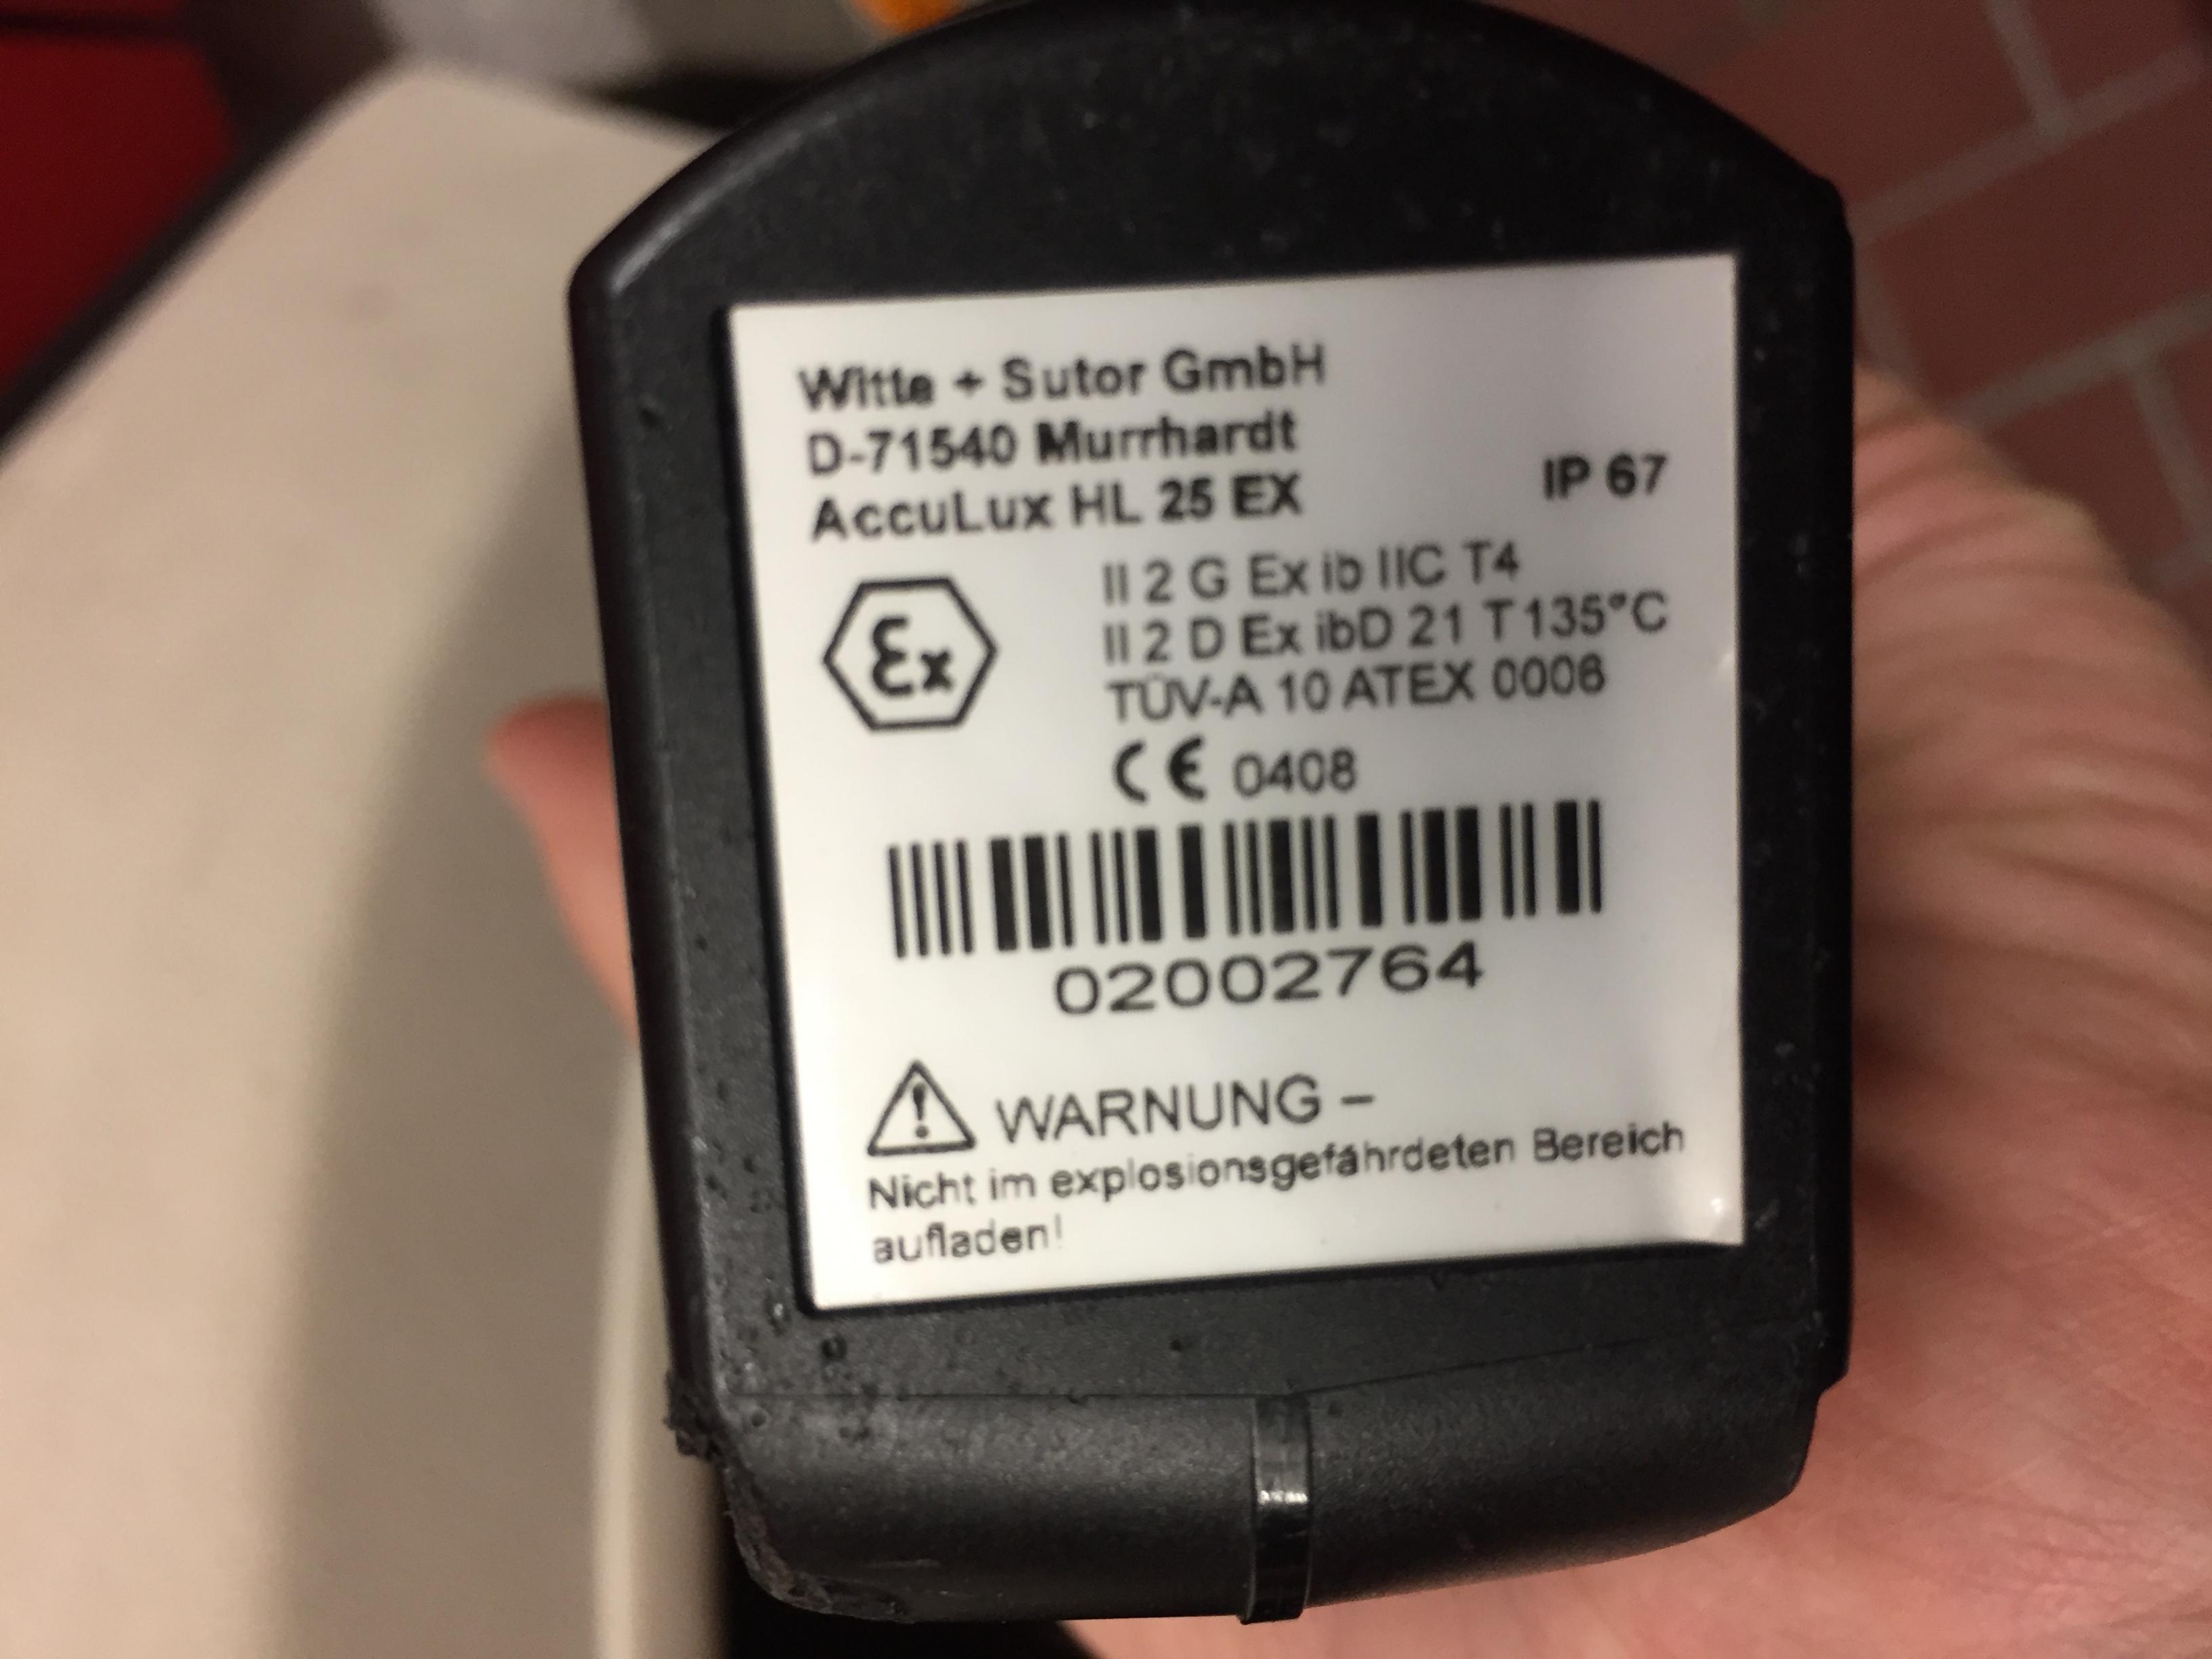 Witte + Sutor GmbH
D-71540 Murrhardt
AccuLux HL 25 EX
IP 67
Ex
II 2 G Ex ib IIC T4
II 2 D Ex ibD 21 T 135°C
TÜV-A 10 ATEX 0006
CE 0408
02002764
WARNUNG –
Nicht im explosionsgefährdeten Bereich
aufladen!